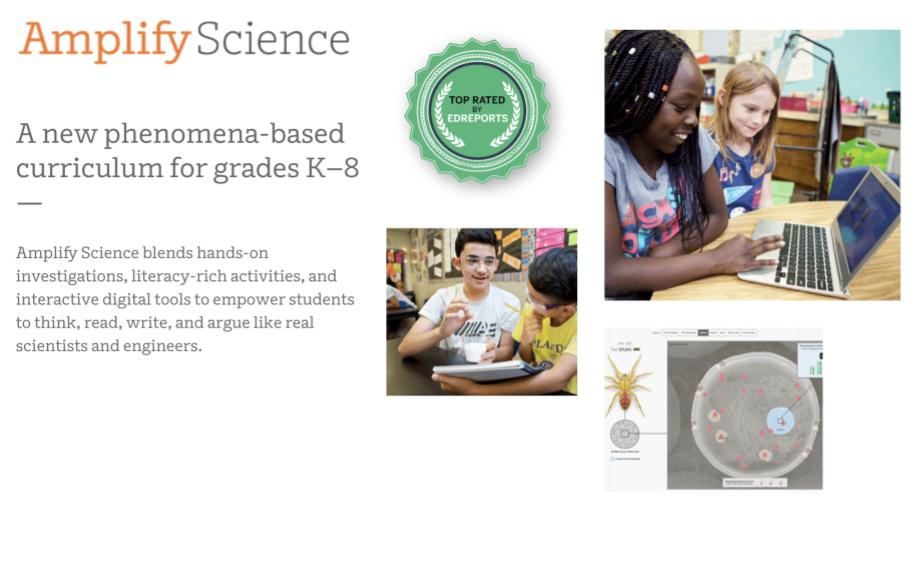 Amplify Science
A new phenomena-based
curriculum for grades K–8
—
Amplify Science blends hands-on
investigations, literacy-rich activities, and
interactive digital tools to empower students
to think, read, write, and argue like real
scientists and engineers.
TOP RATED
BY
EDREPORTS